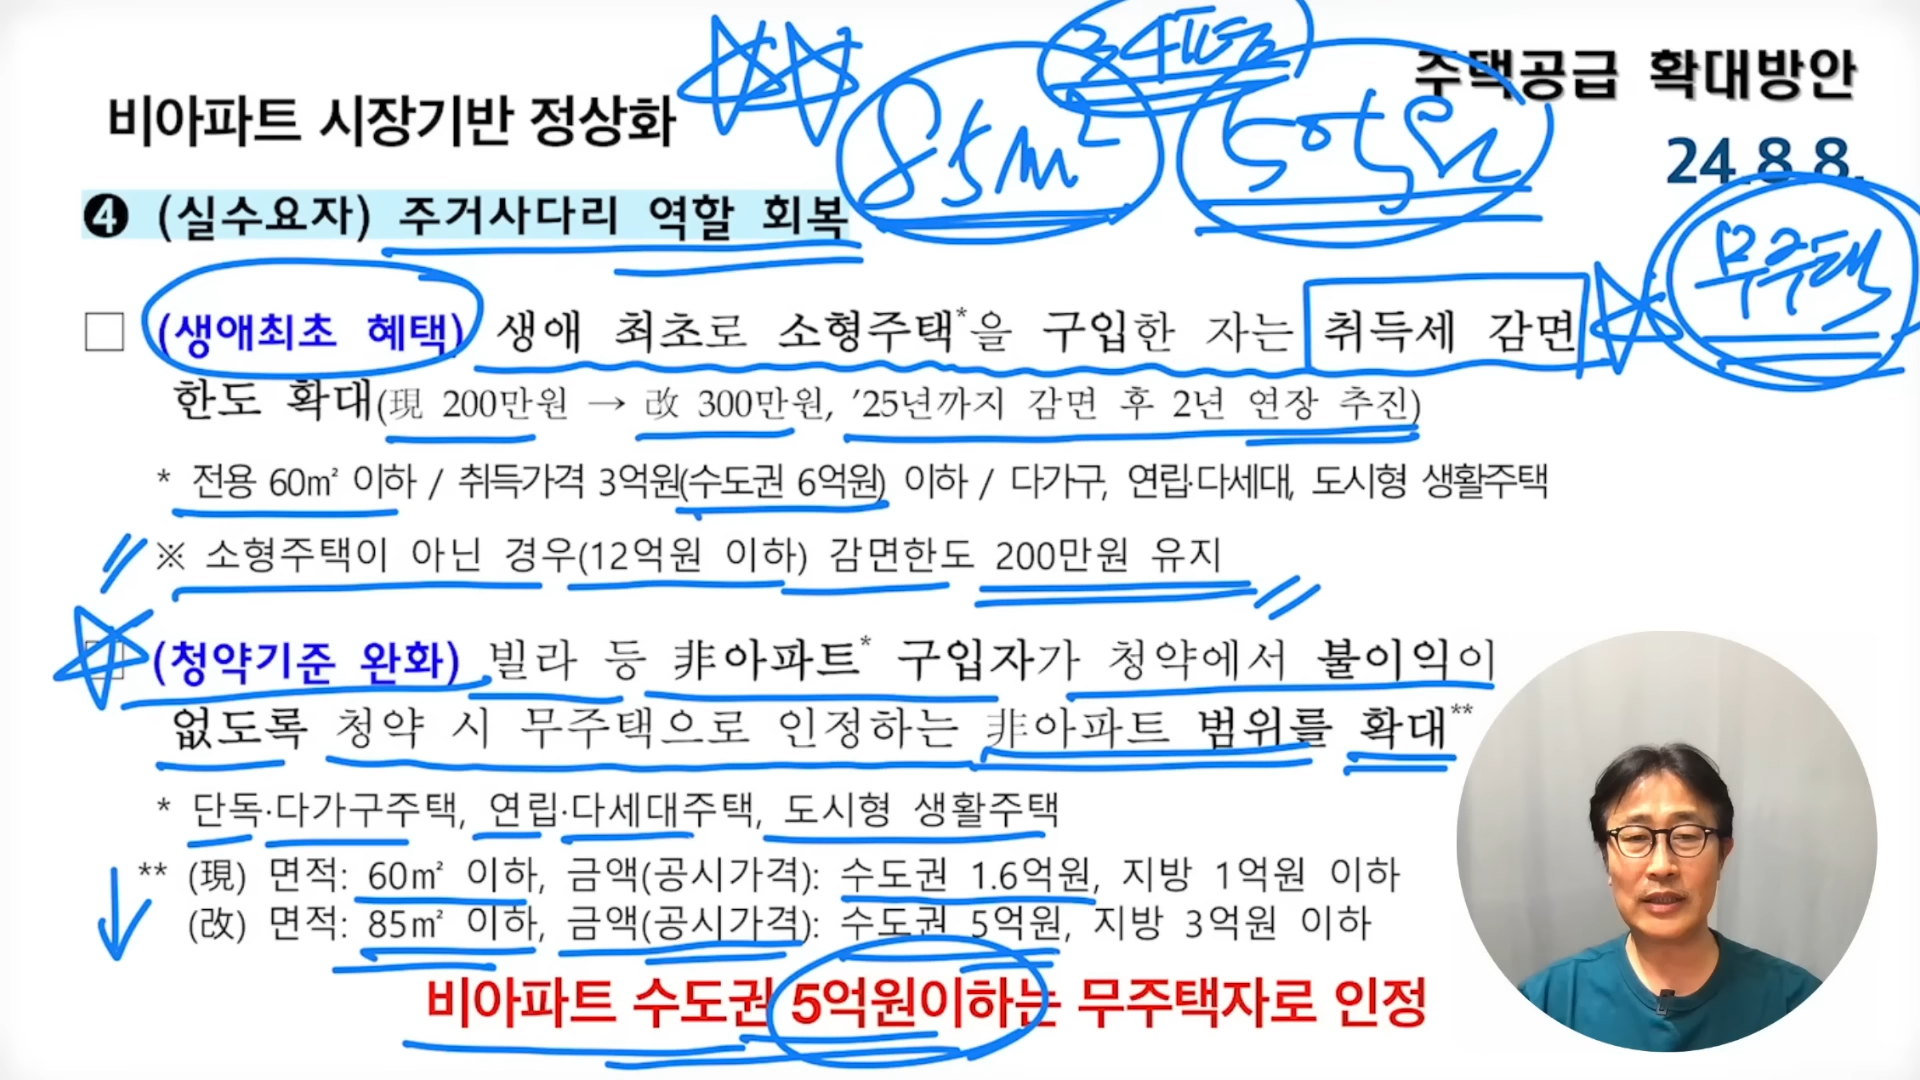 주택공급 확대방안
24.8.8.
비아파트 시장기반 정상화
34평
85m²
5억원
무주택
❹ (실수요자) 주거사다리 역할 회복
□ (생애최초 혜택) 생애 최초로 소형주택*을 구입한 자는 취득세 감면
한도 확대(現 200만원 → 改 300만원, ’25년까지 감면 후 2년 연장 추진)
* 전용 60㎡ 이하 / 취득가격 3억원(수도권 6억원) 이하 / 다가구, 연립·다세대, 도시형 생활주택
※ 소형주택이 아닌 경우(12억원 이하) 감면한도 200만원 유지
□ (청약기준 완화) 빌라 등 非아파트* 구입자가 청약에서 불이익이
없도록 청약 시 무주택으로 인정하는 非아파트 범위를 확대**
* 단독·다가구주택, 연립·다세대주택, 도시형 생활주택
** (現) 면적: 60㎡ 이하, 금액(공시가격): 수도권 1.6억원, 지방 1억원 이하
(改) 면적: 85㎡ 이하, 금액(공시가격): 수도권 5억원, 지방 3억원 이하
비아파트 수도권 5억원이하는 무주택자로 인정